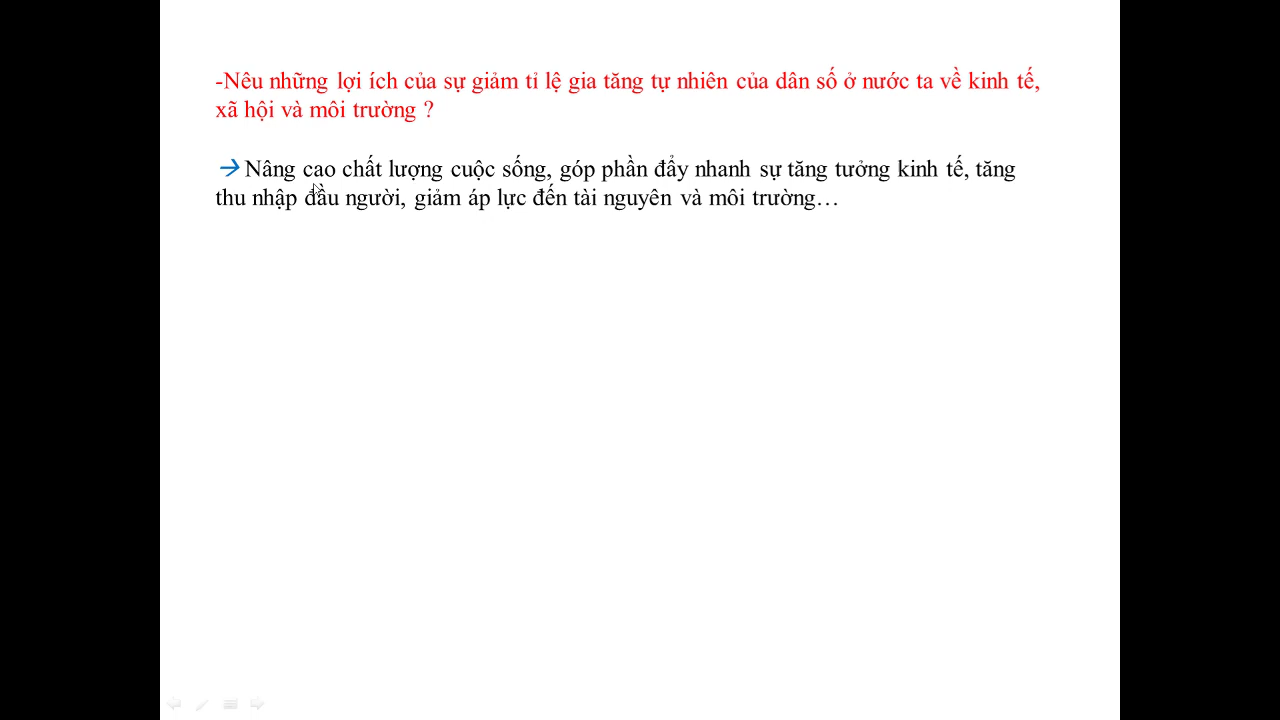 -Nêu những lợi ích của sự giảm tỉ lệ gia tăng tự nhiên của dân số ở nước ta về kinh tế,
xã hội và môi trường ?
→ Nâng cao chất lượng cuộc sống, góp phần đẩy nhanh sự tăng tưởng kinh tế, tăng
thu nhập đầu người, giảm áp lực đến tài nguyên và môi trường…